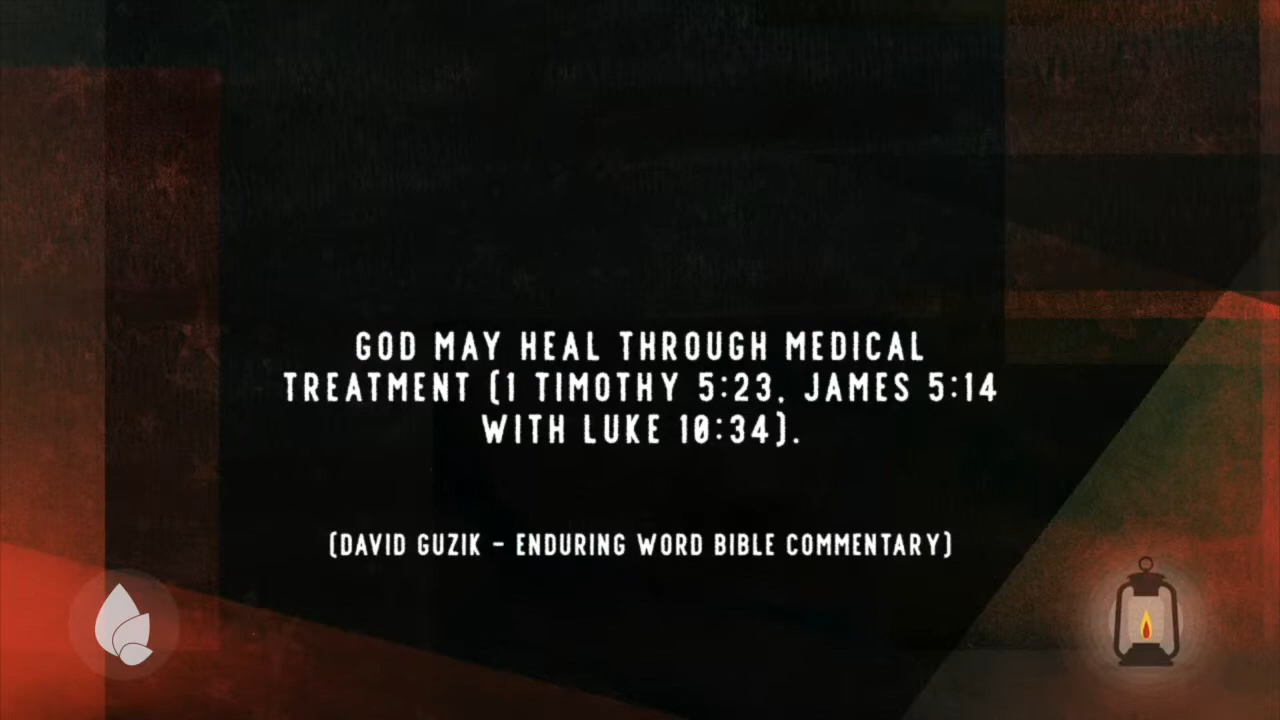 GOD MAY HEAL THROUGH MEDICAL
TREATMENT (1 TIMOTHY 5:23, JAMES 5:14
WITH LUKE 10:34).
(DAVID GUZIK - ENDURING WORD BIBLE COMMENTARY)